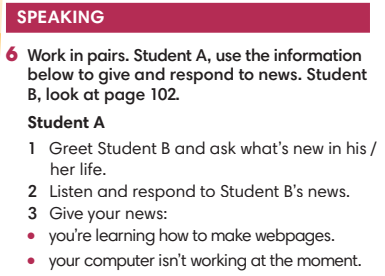 SPEAKING
6 Work in pairs. Student A, use the information
below to give and respond to news. Student
B, look at page 102.
Student A
1 Greet Student B and ask what's new in his /
her life.
2 Listen and respond to Student B's news.
3 Give your news:
• you're learning how to make webpages.
• your computer isn't working at the moment.